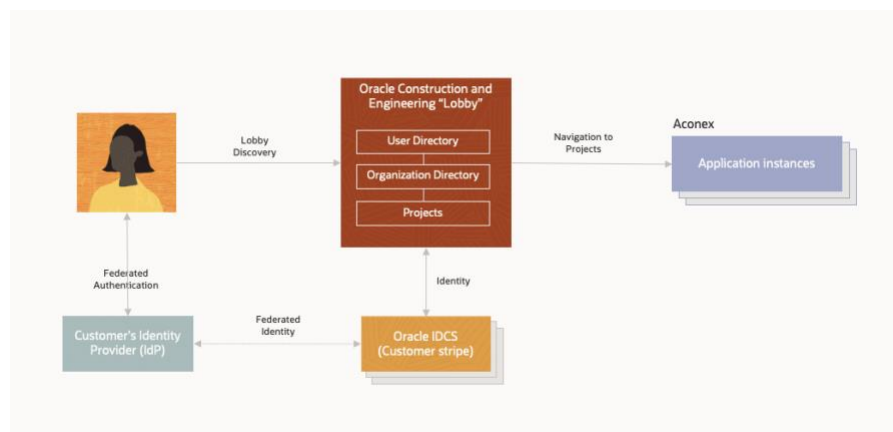 Oracle Construction and
Engineering “Lobby”
User Directory
Organization Directory
Projects
Lobby
Discovery
Navigation to
Projects
Aconex
Application instances
Federated
Authentication
Identity
Customer's Identity
Provider (IdP)
Federated
Identity
Oracle IDCS
(Customer stripe)